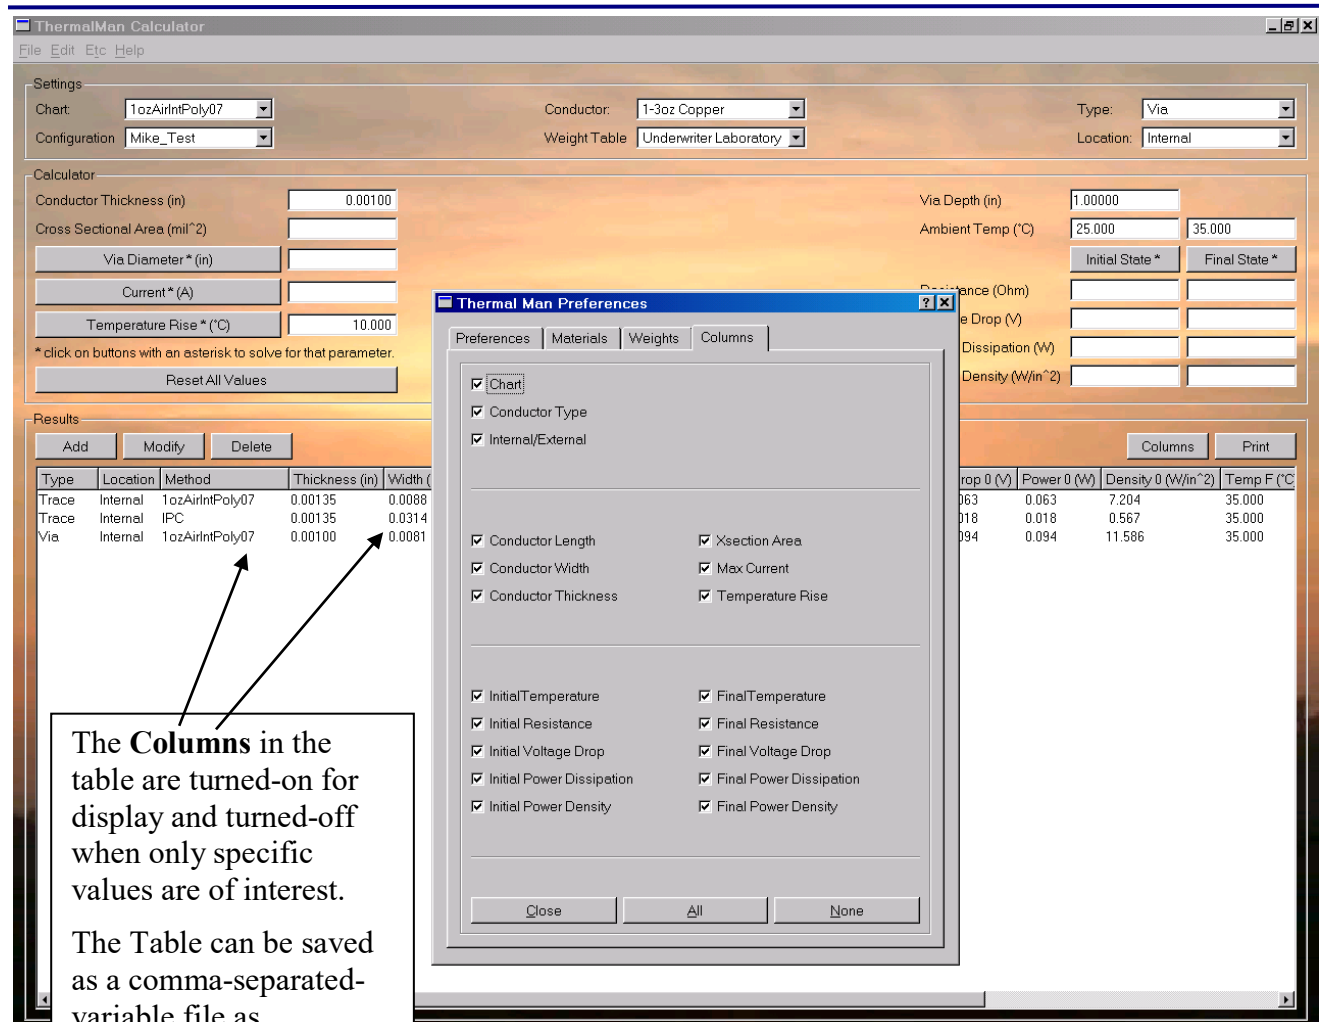 ThermalMan Calculator
File Edit Etc Help
Settings
Chart: 1ozAirIntPoly07 Conductor: 1-3oz Copper Type: Via
Configuration Mike_Test Weight Table Underwriter Laboratory Location: Internal
Calculator
Conductor Thickness (in) 0.00100 Via Depth (in) 1.00000
Cross Sectional Area (mil^2) Ambient Temp (°C) 25.000 35.000
Via Diameter * (in) Initial State * Final State *
Current * (A)
Temperature Rise * (°C) 10.000 Drop (V)
* click on buttons with an asterisk to solve for that parameter. Dissipation (W)
Reset All Values Density (W/in^2)
Results
Add Modify Delete Columns Print
Type Location Method Thickness (in) Width ( rop 0 (V) Power 0 (W) Density 0 (W/in^2) Temp F (°C
Trace Internal 1ozAirIntPoly07 0.00135 0.0088 063 0.063 7.204 35.000
Trace Internal IPC 0.00135 0.0314 018 0.018 0.567 35.000
Via Internal 1ozAirIntPoly07 0.00100 0.0081 094 0.094 11.586 35.000
Thermal Man Preferences
Preferences Materials Weights Columns
Chart
Conductor Type
Internal/External
Conductor Length Xsection Area
Conductor Width Max Current
Conductor Thickness Temperature Rise
InitialTemperature FinalTemperature
Initial Resistance Final Resistance
Initial Voltage Drop Final Voltage Drop
Initial Power Dissipation Final Power Dissipation
Initial Power Density Final Power Density
Close All None
The Columns in the
table are turned-on for
display and turned-off
when only specific
values are of interest.
The Table can be saved
as a comma-separated-
variable file as